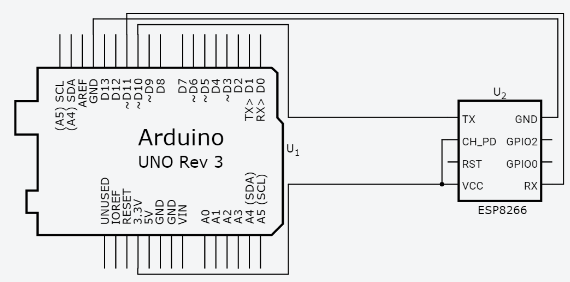 (A5) SCL
(A4) SDA
AREF
GND
D13
D12
~D11
~D10
~D9
D8
D7
~D6
~D5
D4
~D3
D2
TX> D1
RX> D0
Arduino
UNO Rev 3
U1
UNUSED
IOREF
RESET
3.3V
5V
GND
GND
VIN
A0
A1
A2
A3
A4 (SDA)
A5 (SCL)
U2
TX GND
CH_PD GPIO2
RST GPIO0
VCC RX
ESP8266